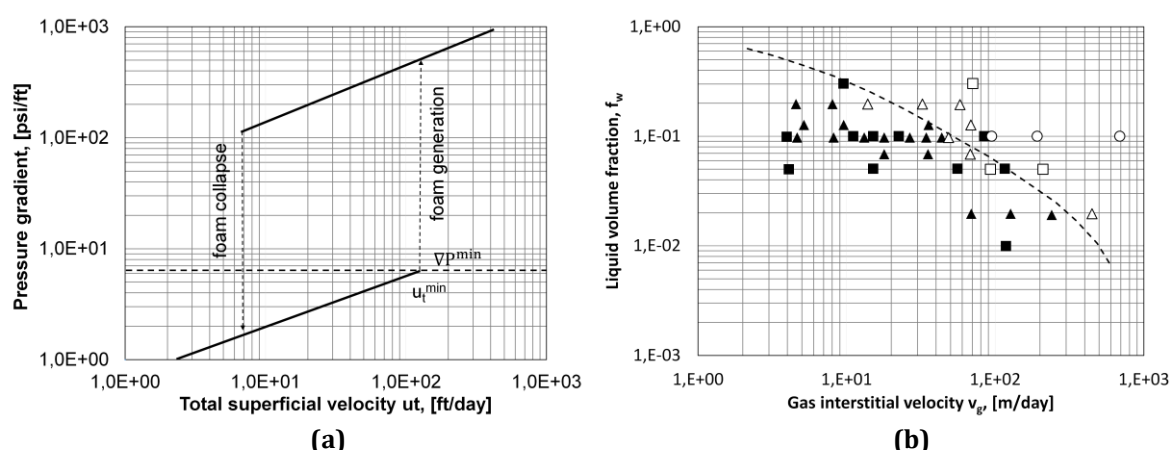 1,0E+03
1,0E+02
1,0E+01
1,0E+00
Pressure gradient, [psi/ft]
foam collapse
foam generation
∇P^min
u_t^min
1,0E+00
1,0E+01
1,0E+02
1,0E+03
Total superficial velocity ut, [ft/day]
(a)
1,E+00
1,E-01
1,E-02
1,E-03
Liquid volume fraction, f_w
1,E+00
1,E+01
1,E+02
1,E+03
Gas interstitial velocity v_g, [m/day]
(b)